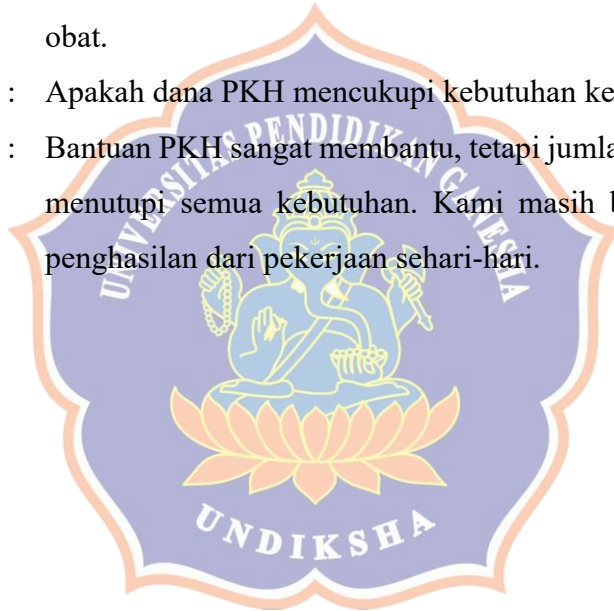 obat.
: Apakah dana PKH mencukupi kebutuhan ke
: Bantuan PKH sangat membantu, tetapi jumla
menutupi semua kebutuhan. Kami masih b
penghasilan dari pekerjaan sehari-hari.
UNIVERSITAS PENDIDIKAN GANESHA
UNDIKSHA